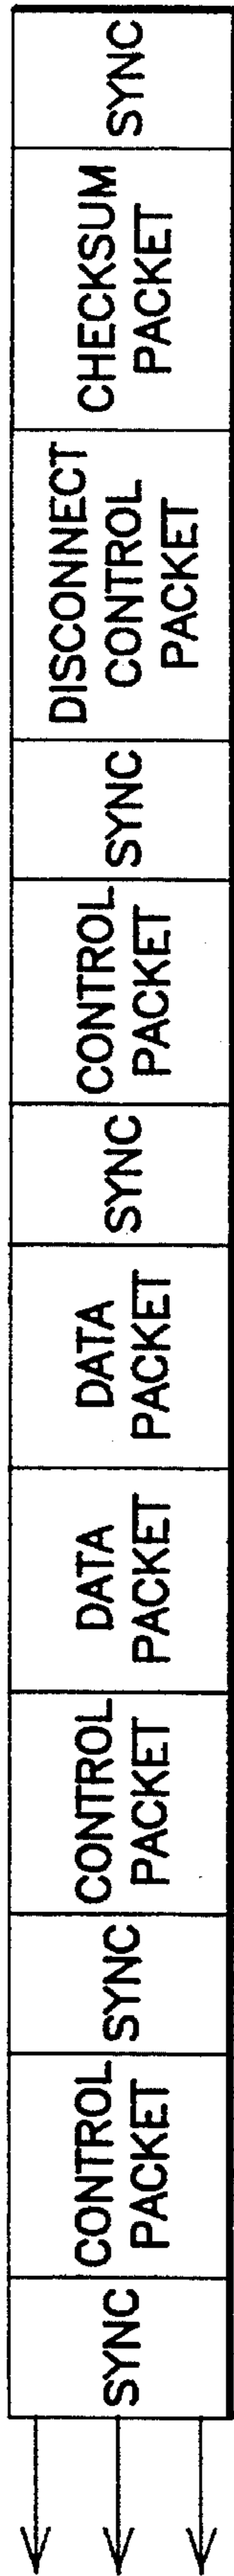 SYNC
CONTROL
PACKET
SYNC
CONTROL
PACKET
DATA
PACKET
DATA
PACKET
SYNC
CONTROL
PACKET
SYNC
DISCONNECT
CONTROL
PACKET
CHECKSUM
PACKET
SYNC